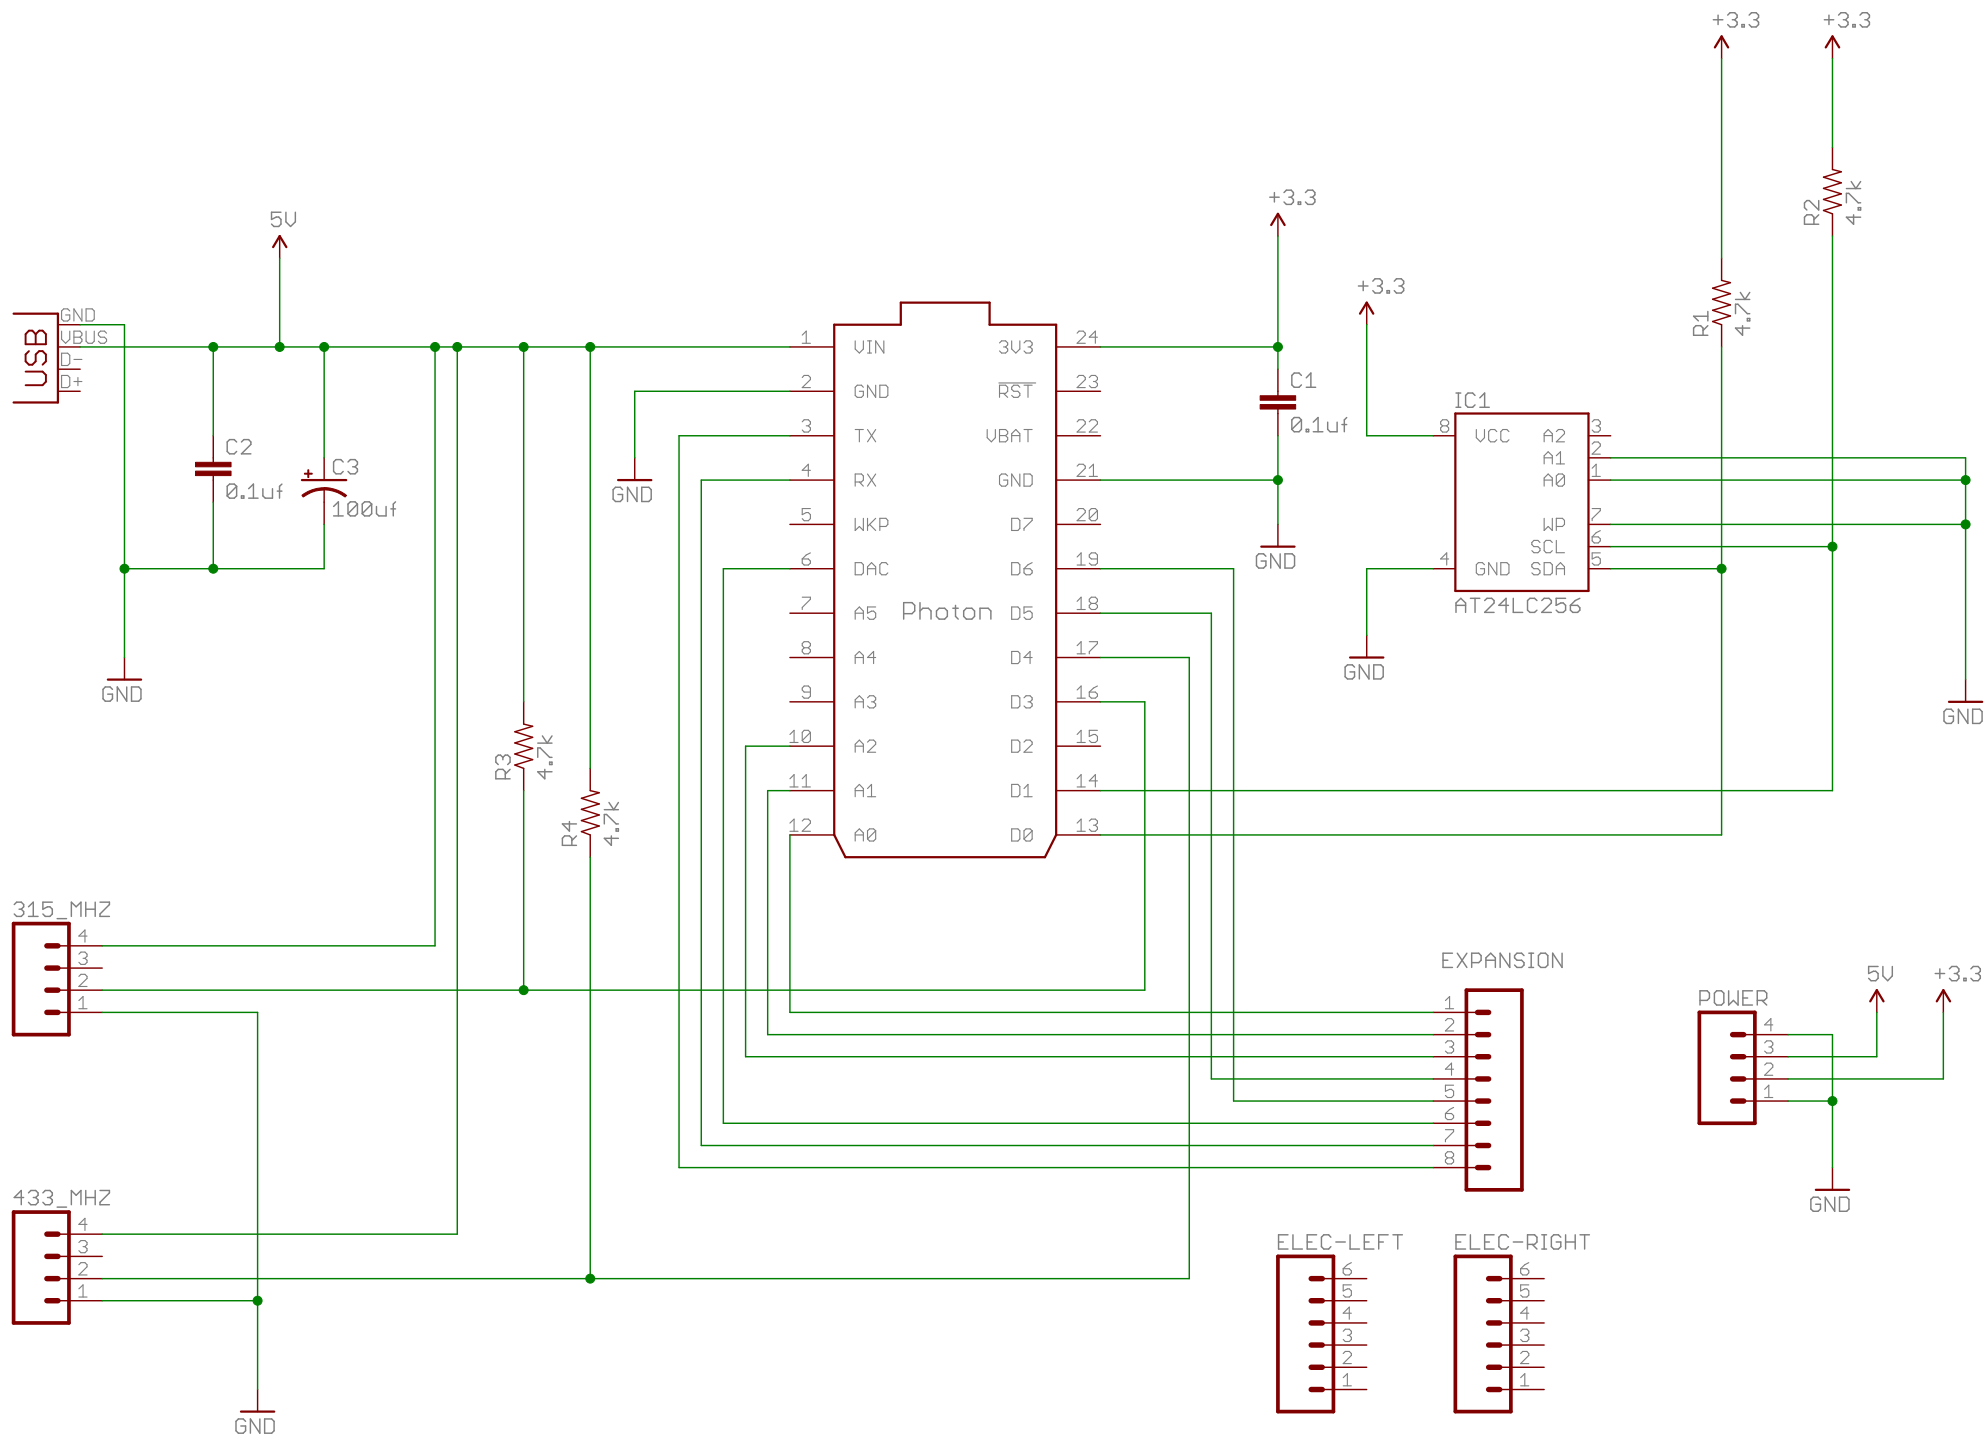 +3.3
+3.3
R2
4.7k
+3.3
5V
+3.3
R1
4.7k
USB
GND
VBUS
D-
D+
C2
0.1uf
C3
100uf
GND
GND
Photon
1 VIN
2 GND
3 TX
4 RX
5 WKP
6 DAC
7 A5
8 A4
9 A3
10 A2
11 A1
12 A0
3V3 24
RST 23
VBAT 22
GND 21
D7 20
D6 19
D5 18
D4 17
D3 16
D2 15
D1 14
D0 13
C1
0.1uf
GND
IC1
8 VCC
4 GND
A2 3
A1 2
A0 1
WP 7
SCL 6
SDA 5
AT24LC256
GND
GND
R3
4.7k
R4
4.7k
315_MHZ
4
3
2
1
433_MHZ
4
3
2
1
GND
EXPANSION
1
2
3
4
5
6
7
8
POWER
4
3
2
1
5V
+3.3
GND
ELEC-LEFT
6
5
4
3
2
1
ELEC-RIGHT
6
5
4
3
2
1